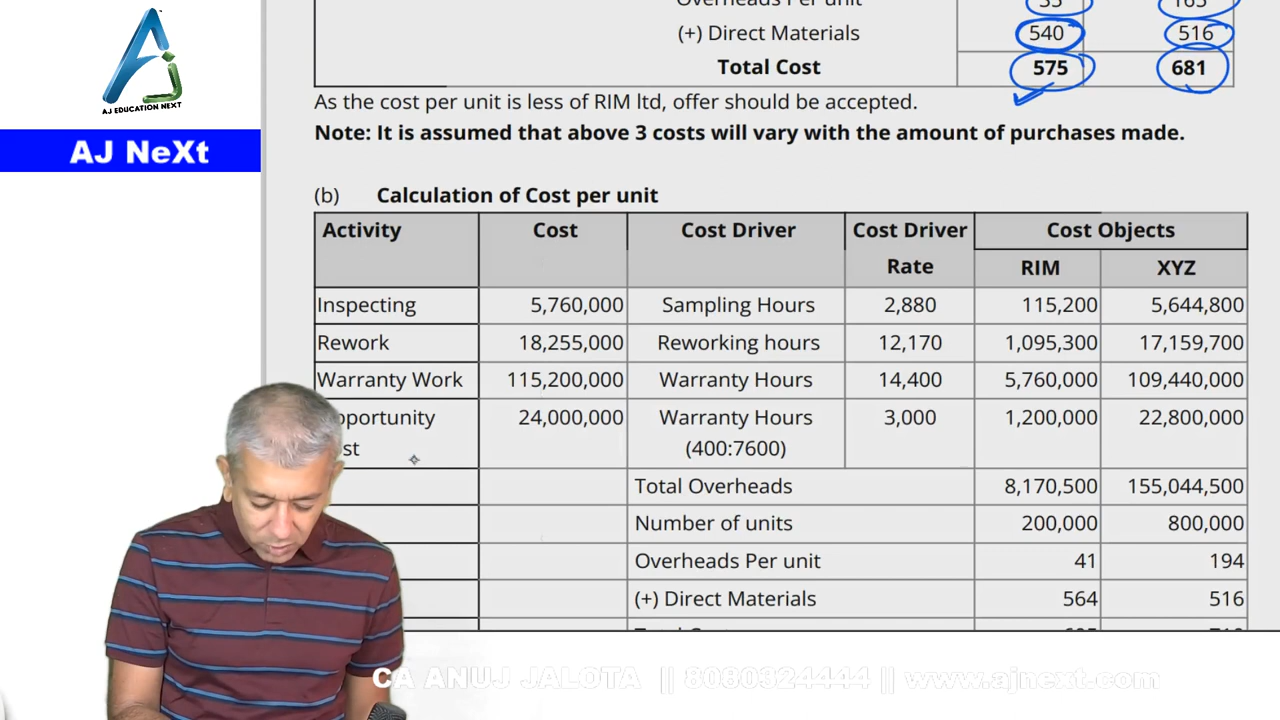 Overheads Per unit 35 165
(+) Direct Materials 540 516
Total Cost 575 681
As the cost per unit is less of RIM ltd, offer should be accepted.
Note: It is assumed that above 3 costs will vary with the amount of purchases made.
AJ EDUCATION NEXT
AJ NeXt
(b) Calculation of Cost per unit
Activity Cost Cost Driver Cost Driver Cost Objects
Rate RIM XYZ
Inspecting 5,760,000 Sampling Hours 2,880 115,200 5,644,800
Rework 18,255,000 Reworking hours 12,170 1,095,300 17,159,700
Warranty Work 115,200,000 Warranty Hours 14,400 5,760,000 109,440,000
pportunity 24,000,000 Warranty Hours 3,000 1,200,000 22,800,000
st (400:7600)
Total Overheads 8,170,500 155,044,500
Number of units 200,000 800,000
Overheads Per unit 41 194
(+) Direct Materials 564 516
CA ANUJ JALOTA || 8080924444 || www.ajnext.com